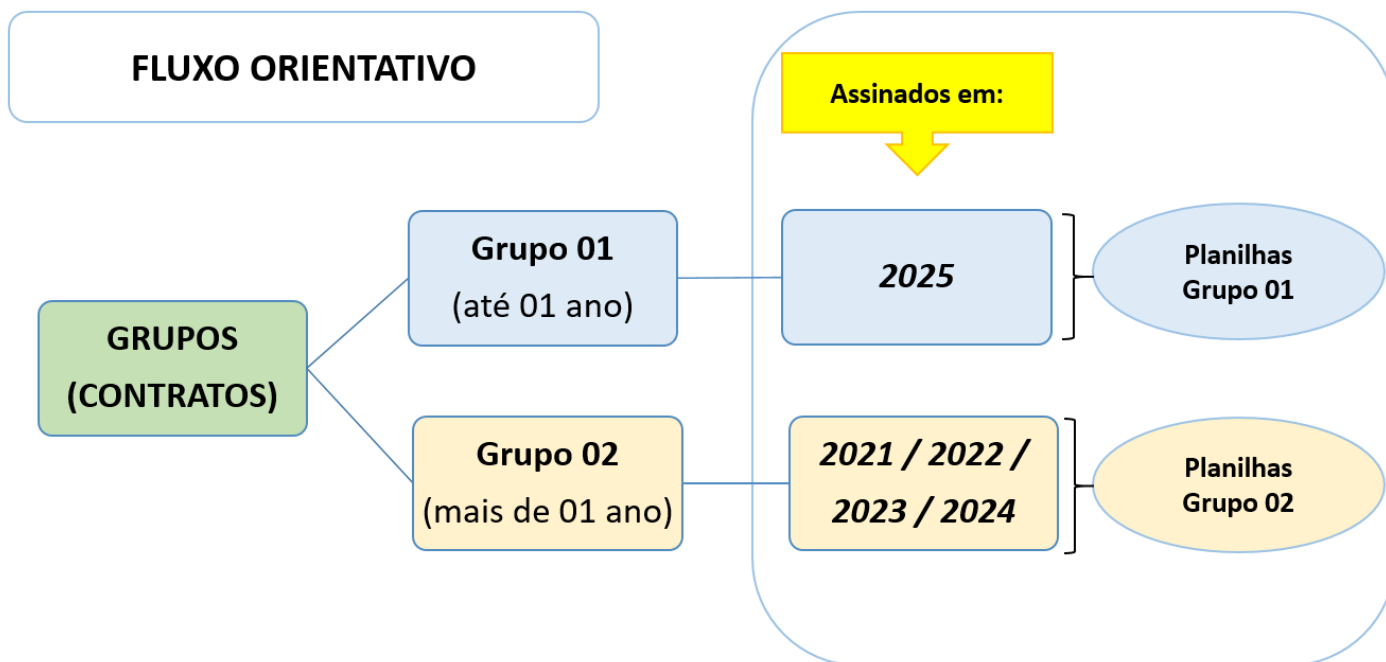 FLUXO ORIENTATIVO
Assinados em:
GRUPOS
(CONTRATOS)
Grupo 01
(até 01 ano)
2025
Planilhas
Grupo 01
Grupo 02
(mais de 01 ano)
2021 / 2022 /
2023 / 2024
Planilhas
Grupo 02